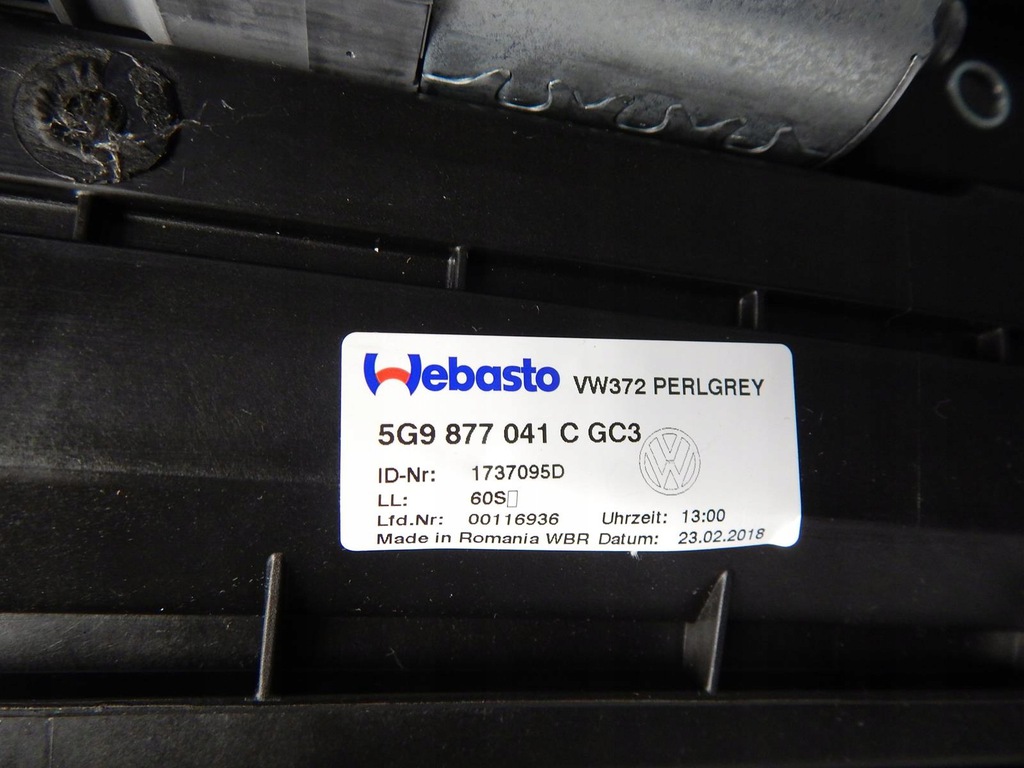 Webasto VW372 PERLGREY
5G9 877 041 C GC3
ID-Nr: 1737095D
LL: 60S▯
Lfd.Nr: 00116936 Uhrzeit: 13:00
Made in Romania WBR Datum: 23.02.2018